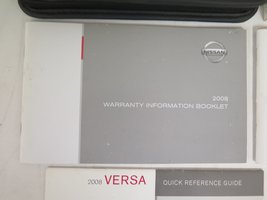 NISSAN
2008
WARRANTY INFORMATION BOOKLET
2008 VERSA
QUICK REFERENCE GUIDE